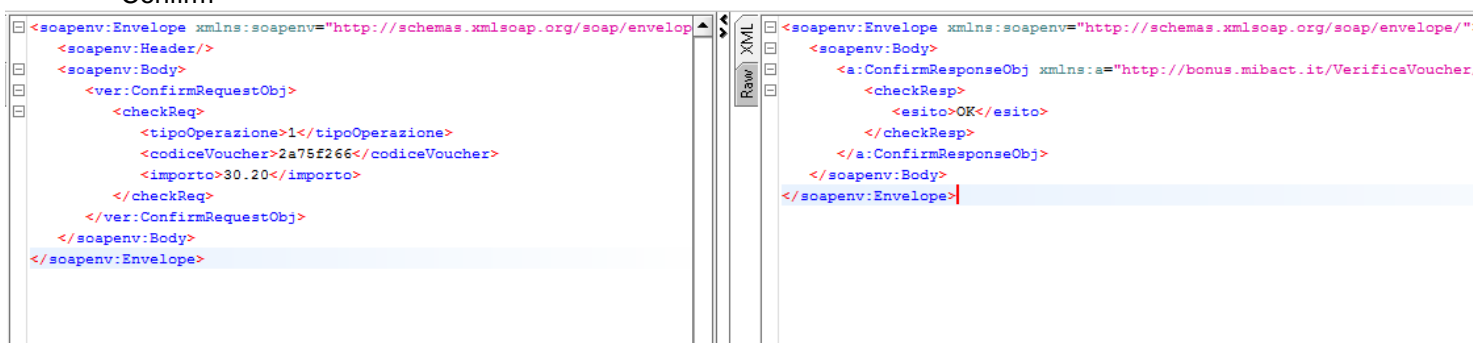 Confirm
<soapenv:Envelope xmlns:soapenv="http://schemas.xmlsoap.org/soap/envelop
<soapenv:Header/>
<soapenv:Body>
<ver:ConfirmRequestObj>
<checkReq>
<tipoOperazione>1</tipoOperazione>
<codiceVoucher>2a75f266</codiceVoucher>
<importo>30.20</importo>
</checkReq>
</ver:ConfirmRequestObj>
</soapenv:Body>
</soapenv:Envelope>
XML
Raw
<soapenv:Envelope xmlns:soapenv="http://schemas.xmlsoap.org/soap/envelope/"
<soapenv:Body>
<a:ConfirmResponseObj xmlns:a="http://bonus.mibact.it/VerificaVoucher/
<checkResp>
<esito>OK</esito>
</checkResp>
</a:ConfirmResponseObj>
</soapenv:Body>
</soapenv:Envelope>